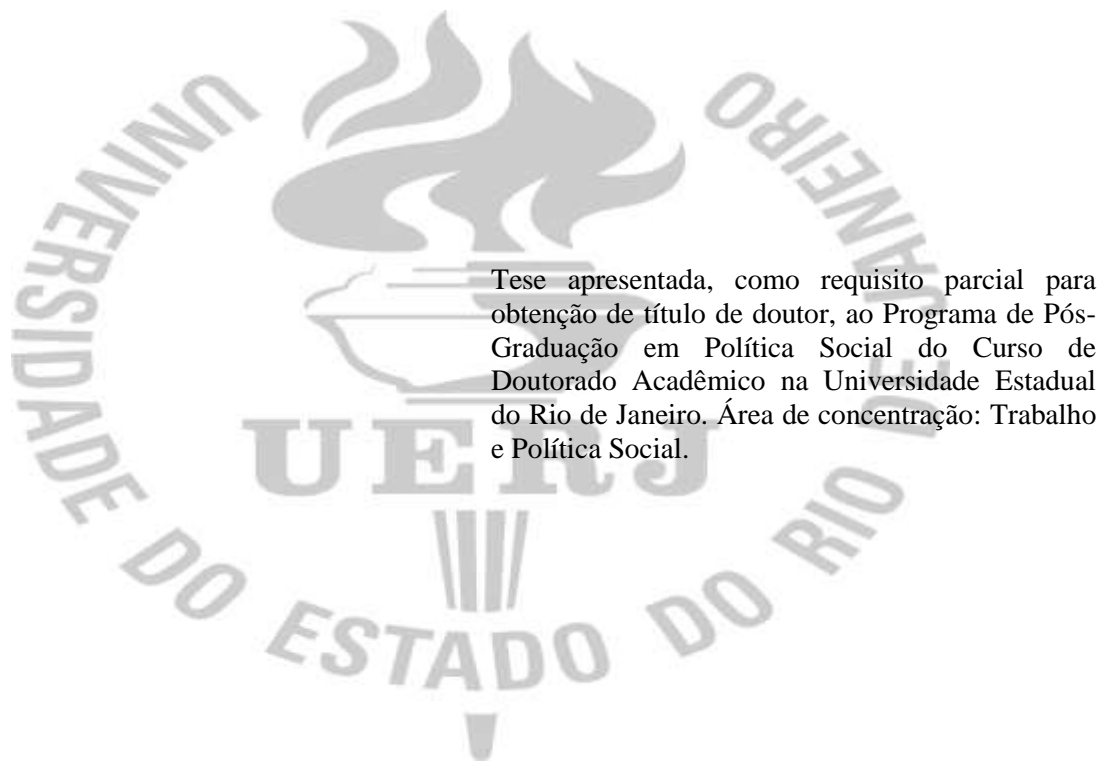 UNIVERSIDADE DO ESTADO DO RIO DE JANEIRO
Tese apresentada, como requisito parcial para
obtenção de título de doutor, ao Programa de Pós-
Graduação em Política Social do Curso de
Doutorado Acadêmico na Universidade Estadual
do Rio de Janeiro. Área de concentração: Trabalho
e Política Social.
UERJ